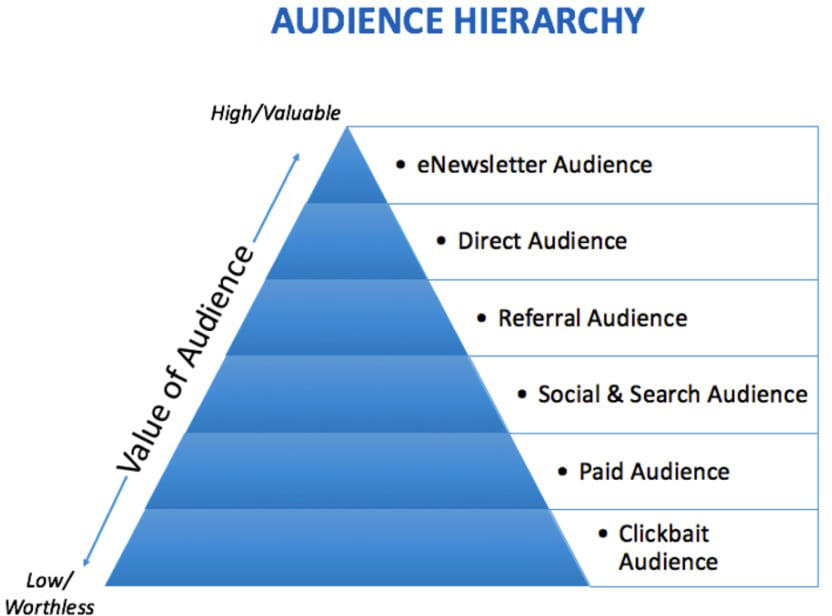 AUDIENCE HIERARCHY
High/Valuable
• eNewsletter Audience
• Direct Audience
• Referral Audience
• Social & Search Audience
• Paid Audience
• Clickbait
Audience
Value of Audience
Low/
Worthless